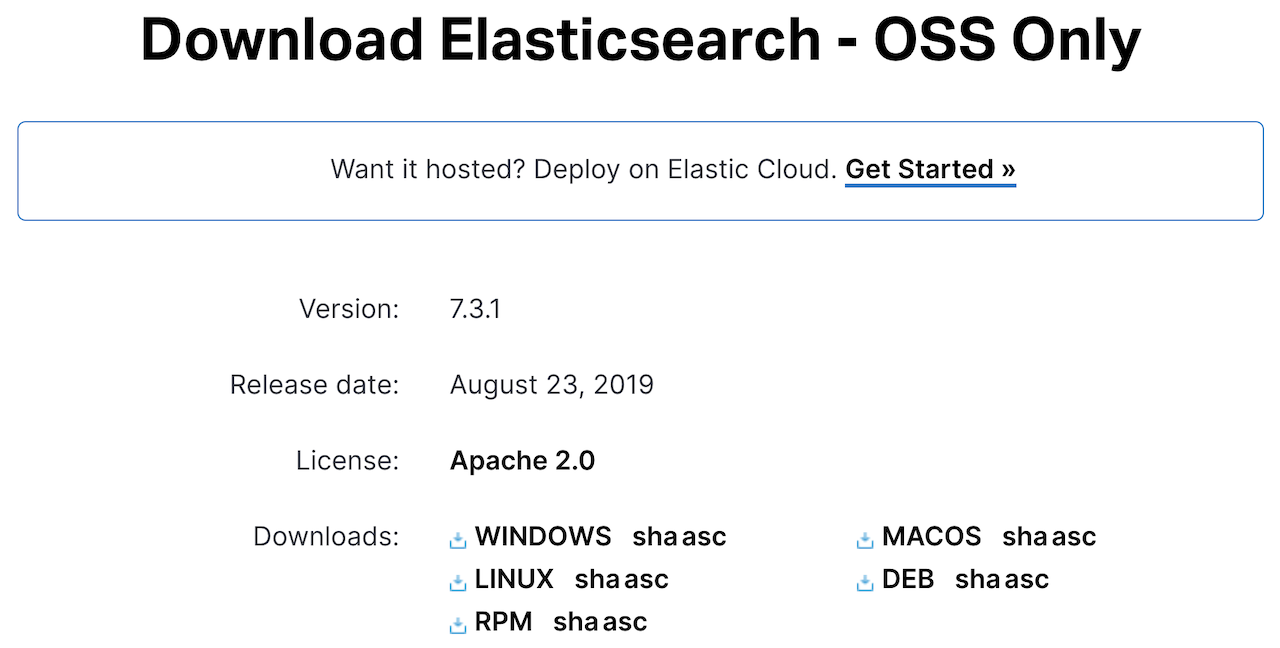 Download Elasticsearch - OSS Only
Want it hosted? Deploy on Elastic Cloud. Get Started »
Version: 7.3.1
Release date: August 23, 2019
License: Apache 2.0
Downloads: WINDOWS sha asc MACOS sha asc
LINUX sha asc DEB sha asc
RPM sha asc